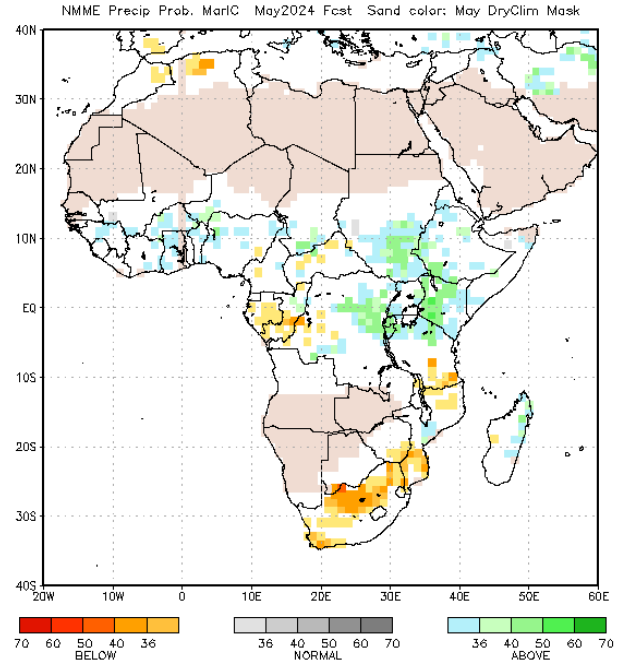 NMME Precip Prob. MarIC May2024 Fcst Sand color: May DryClim Mask
40N
30N
20N
10N
EQ
10S
20S
30S
40S
20W 10W 0 10E 20E 30E 40E 50E 60E
70 60 50 40 36 36 40 50 60 70 36 40 50 60 70
BELOW NORMAL ABOVE